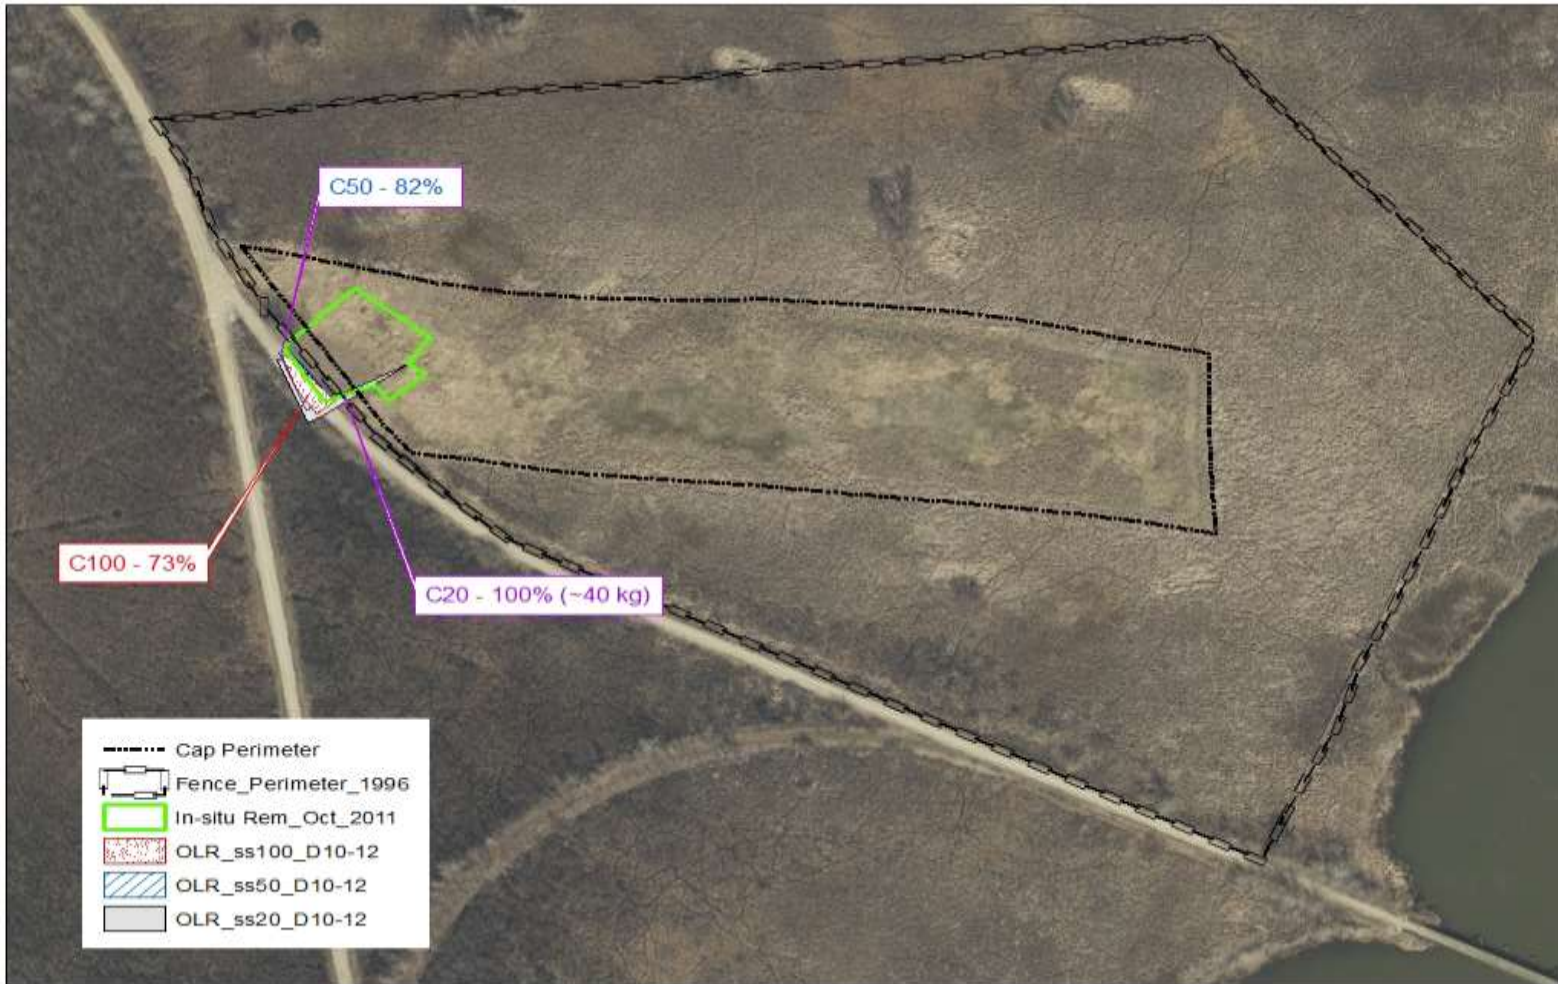 C50 - 82%
C100 - 73%
C20 - 100% (~40 kg)
Cap Perimeter
Fence_Perimeter_1996
In-situ Rem_Oct_2011
OLR_ss100_D10-12
OLR_ss50_D10-12
OLR_ss20_D10-12